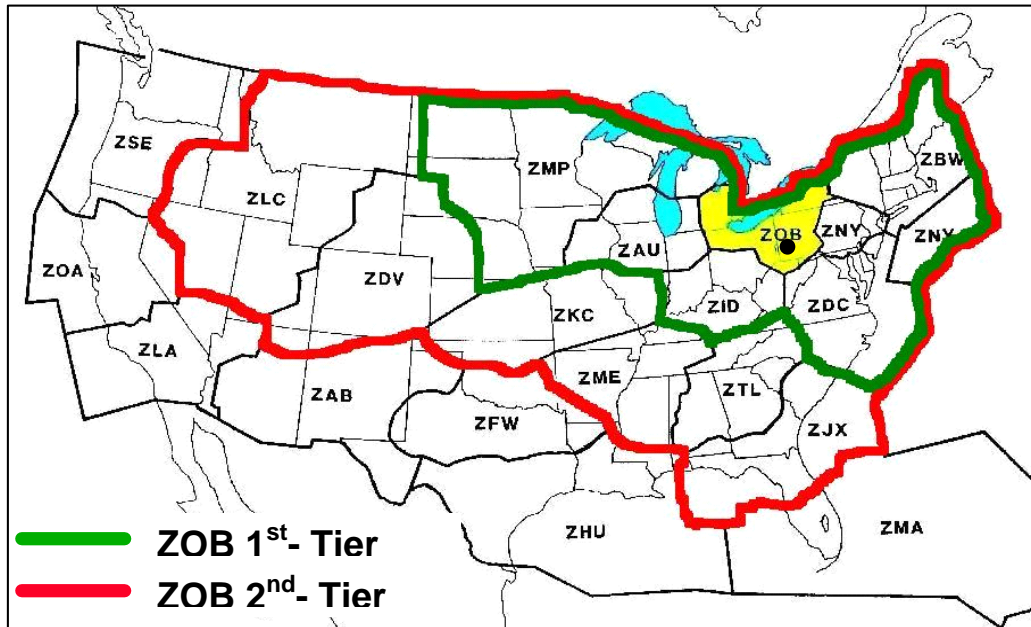 ZSE
ZMP
ZBW
ZLC
ZOB
ZNY
ZNY
ZAU
ZOA
ZDV
ZID
ZDC
ZKC
ZLA
ZME
ZAB
ZTL
ZFW
ZJX
ZHU
ZMA
ZOB 1st- Tier
ZOB 2nd- Tier